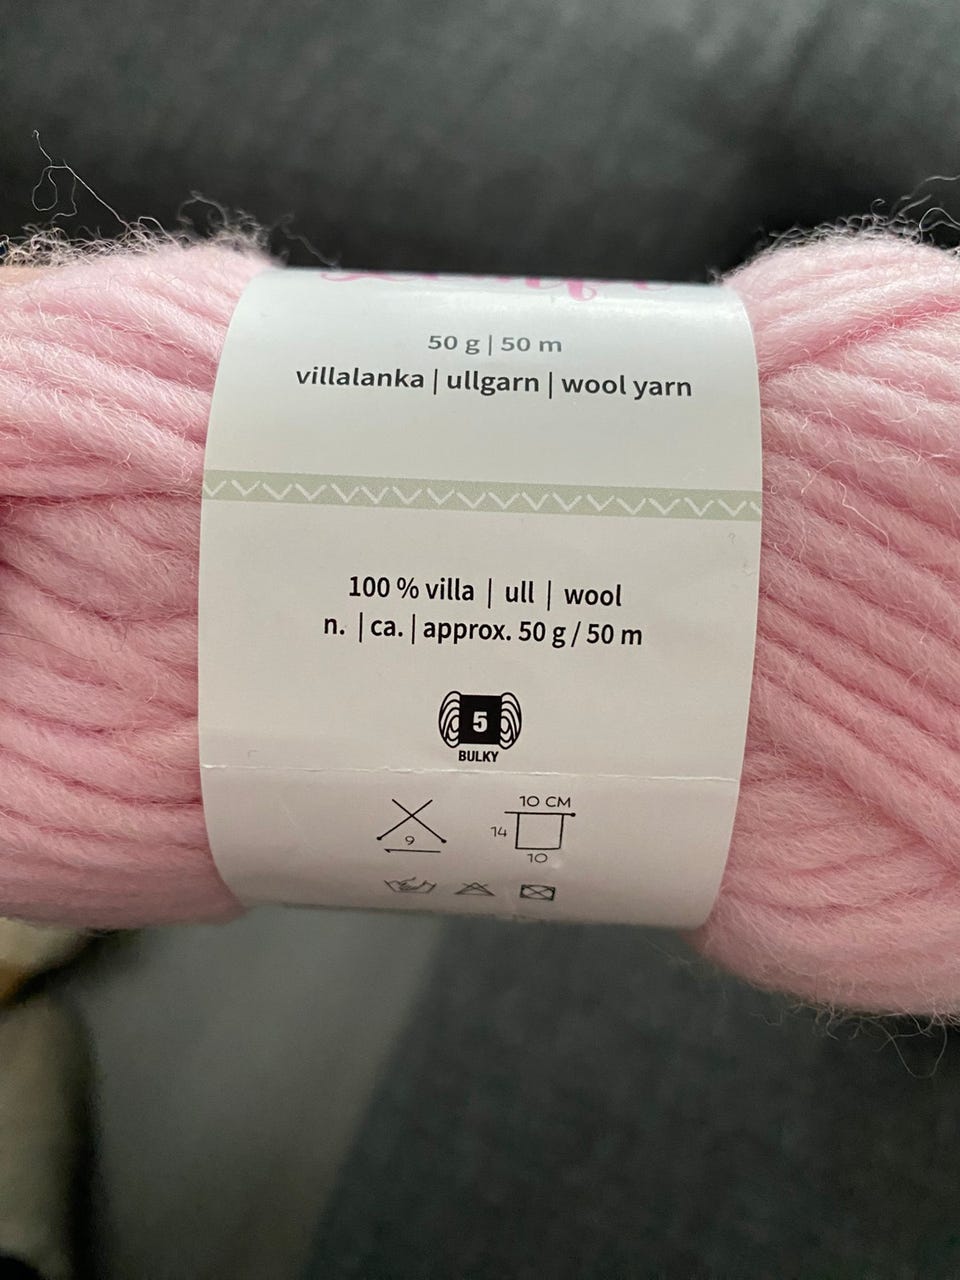 50 g | 50 m
villalanka | ullgarn | wool yarn
100 % villa | ull | wool
n. | ca. | approx. 50 g / 50 m
5
BULKY
10 CM
14
9
10